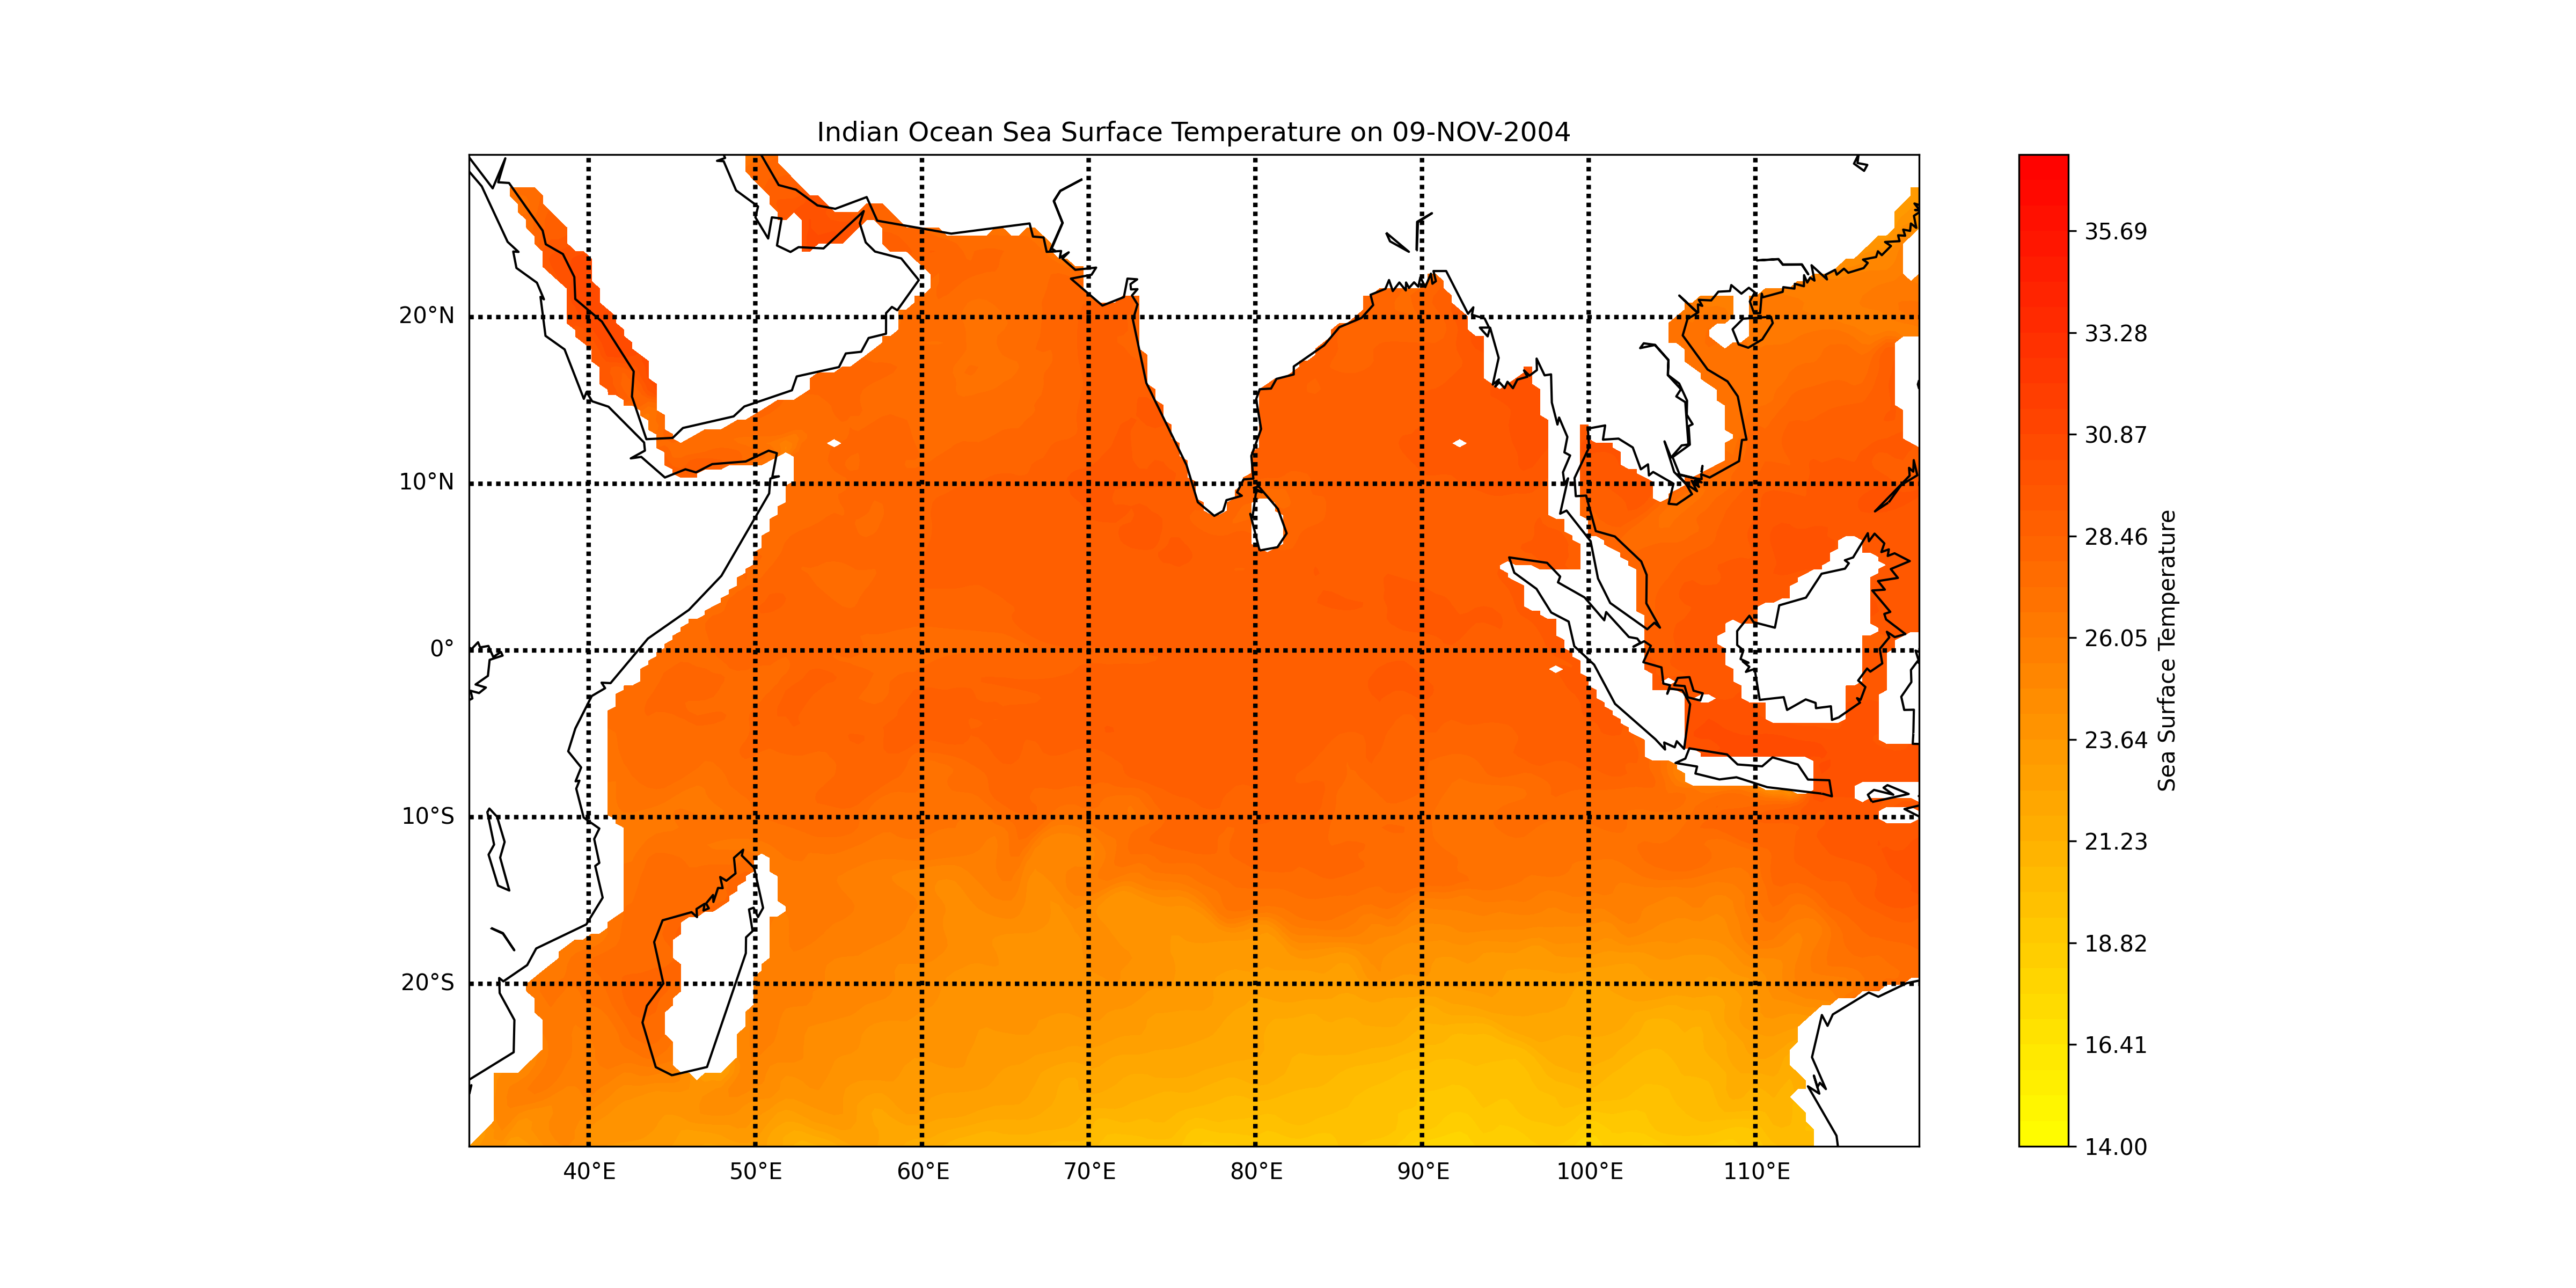 Indian Ocean Sea Surface Temperature on 09-NOV-2004
20°N
10°N
0°
10°S
20°S
40°E
50°E
60°E
70°E
80°E
90°E
100°E
110°E
35.69
33.28
30.87
28.46
26.05
23.64
21.23
18.82
16.41
14.00
Sea Surface Temperature